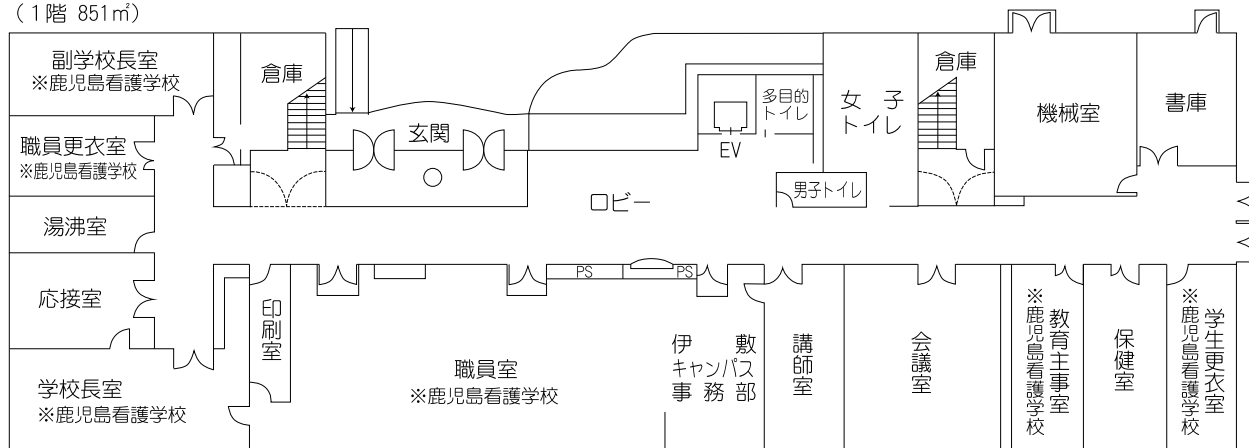 (1階 851㎡)
副学校長室
※鹿児島看護学校
倉庫
職員更衣室
※鹿児島看護学校
湯沸室
応接室
学校長室
※鹿児島看護学校
玄関
ロビー
EV
多目的
トイレ
女子
トイレ
男子トイレ
倉庫
機械室
書庫
印刷室
PS
PS
職員室
※鹿児島看護学校
伊敷
キャンパス
事務部
講師室
会議室
教育主事室
※鹿児島看護学校
保健室
学生更衣室
※鹿児島看護学校